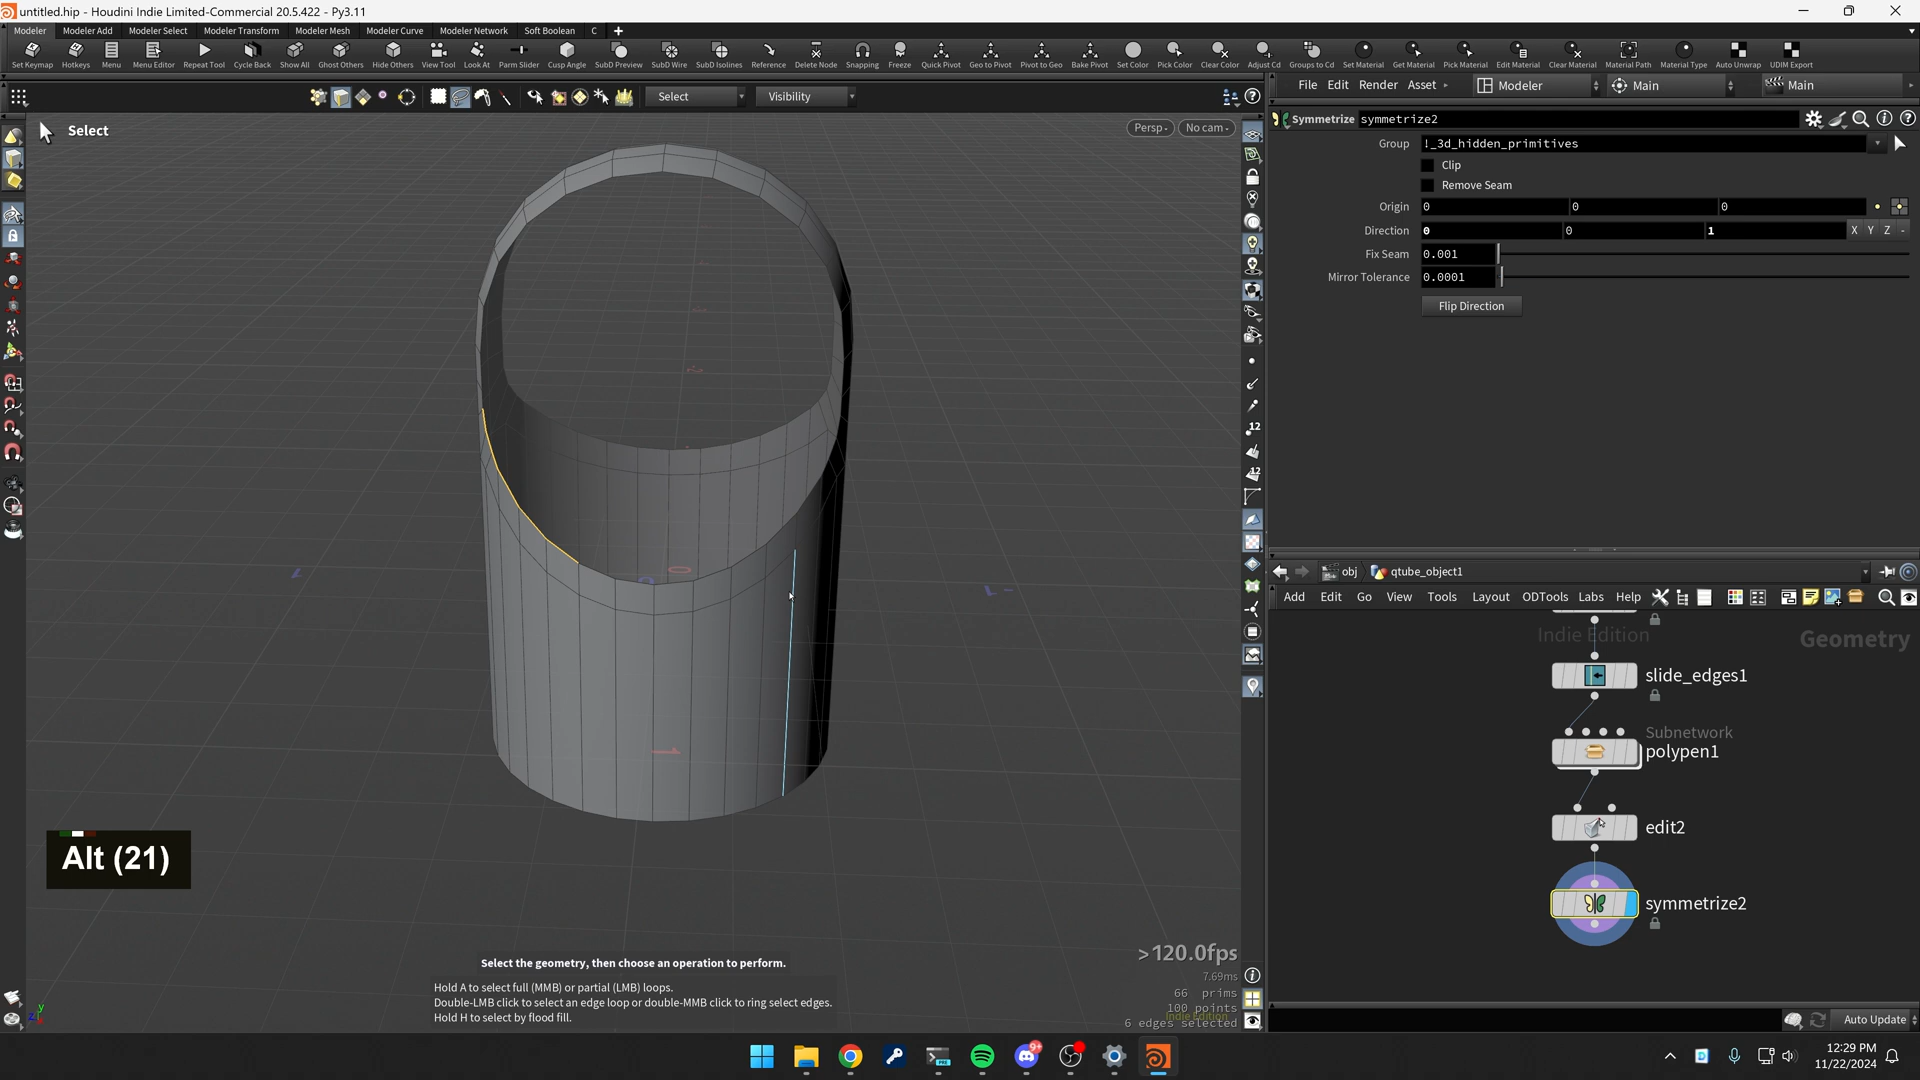 untitled.hip - Houdini Indie Limited-Commercial 20.5.422 - Py3.11
Modeler
Modeler Add
Modeler Select
Modeler Transform
Modeler Mesh
Modeler Curve
Modeler Network
Soft Boolean
C
Set Keymap
Hotkeys
Menu
Menu Editor
Repeat Tool
Cycle Back
Show All
Ghost Others
Hide Others
View Tool
Look At
Parm Slider
Cusp Angle
SubD Preview
SubD Wire
SubD Isolines
Reference
Delete Node
Snapping
Freeze
Quick Pivot
Geo to Pivot
Pivot to Geo
Bake Pivot
Set Color
Pick Color
Clear Color
Adjust Cd
Groups to Cd
Set Material
Get Material
Pick Material
Edit Material
Clear Material
Material Path
Material Type
Auto Unwrap
UDIM Export
File
Edit
Render
Asset
Modeler
Main
Main
Select
Visibility
Select
Persp
No cam
Symmetrize
symmetrize2
Group
!_3d_hidden_primitives
Clip
Remove Seam
Origin
0
0
0
Direction
0
0
1
X
Y
Z
-
Fix Seam
0.001
Mirror Tolerance
0.0001
Flip Direction
12
12
obj
qtube_object1
Add
Edit
Go
View
Tools
Layout
ODTools
Labs
Help
Indie Edition
Geometry
slide_edges1
Subnetwork
polypen1
edit2
symmetrize2
Alt (21)
Select the geometry, then choose an operation to perform.
Hold A to select full (MMB) or partial (LMB) loops.
Double-LMB click to select an edge loop or double-MMB click to ring select edges.
Hold H to select by flood fill.
>120.0fps
7.69ms
66 prims
100 points
Indie Edition
6 edges selected
Auto Update
12:29 PM
11/22/2024